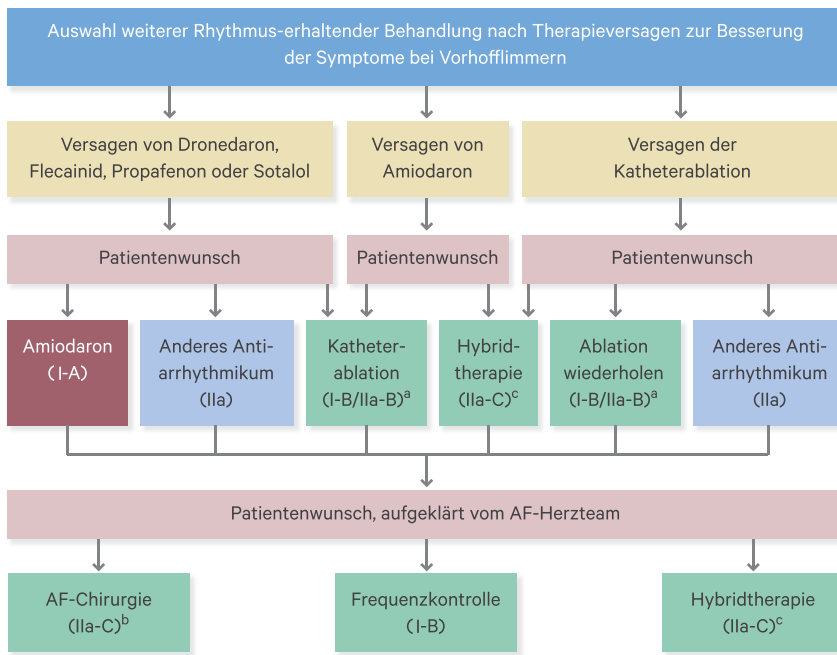 Auswahl weiterer Rhythmus-erhaltender Behandlung nach Therapieversagen zur Besserung
der Symptome bei Vorhofflimmern
Versagen von Dronedaron,
Flecainid, Propafenon oder Sotalol
Versagen von
Amiodaron
Versagen der
Katheterablation
Patientenwunsch
Patientenwunsch
Patientenwunsch
Amiodaron
(I-A)
Anderes Anti-
arrhythmikum
(IIa)
Katheter-
ablation
(I-B/IIa-B)a
Hybrid-
therapie
(IIa-C)c
Ablation
wiederholen
(I-B/IIa-B)a
Anderes Anti-
arrhythmikum
(IIa)
Patientenwunsch, aufgeklärt vom AF-Herzteam
AF-Chirurgie
(IIa-C)b
Frequenzkontrolle
(I-B)
Hybridtherapie
(IIa-C)c